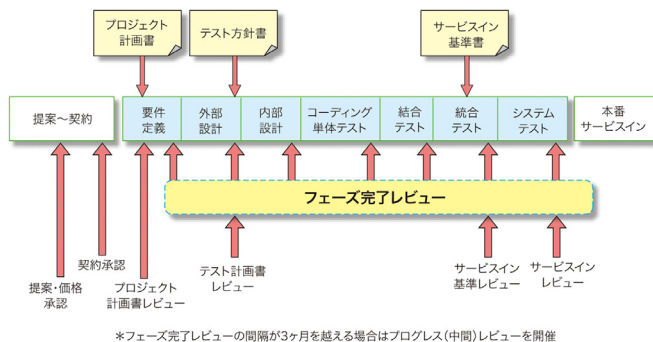 プロジェクト
計画書
テスト方針書
サービスイン
基準書
提案～契約
要件
定義
外部
設計
内部
設計
コーディング
単体テスト
結合
テスト
統合
テスト
システム
テスト
本番
サービスイン
フェーズ完了レビュー
提案・価格
承認
契約承認
プロジェクト
計画書レビュー
テスト計画書
レビュー
サービスイン
基準レビュー
サービスイン
レビュー
＊フェーズ完了レビューの間隔が3ヶ月を越える場合はプログレス（中間）レビューを開催